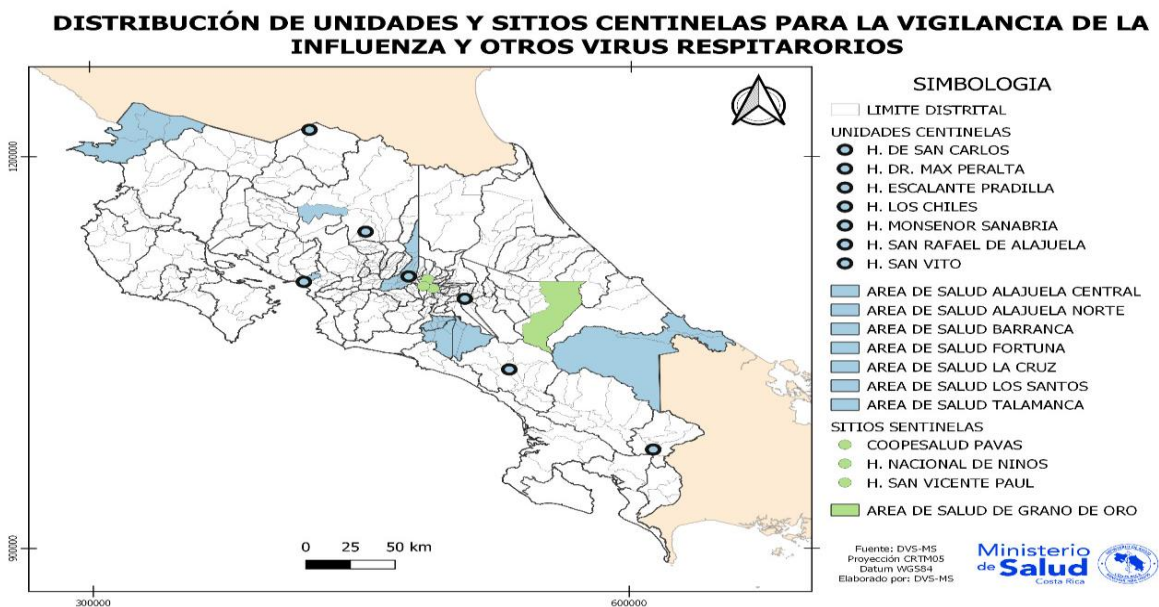 DISTRIBUCIÓN DE UNIDADES Y SITIOS CENTINELAS PARA LA VIGILANCIA DE LA
INFLUENZA Y OTROS VIRUS RESPITARORIOS
SIMBOLOGIA
LIMITE DISTRITAL
UNIDADES CENTINELAS
H. DE SAN CARLOS
H. DR. MAX PERALTA
H. ESCALANTE PRADILLA
H. LOS CHILES
H. MONSENOR SANABRIA
H. SAN RAFAEL DE ALAJUELA
H. SAN VITO
AREA DE SALUD ALAJUELA CENTRAL
AREA DE SALUD ALAJUELA NORTE
AREA DE SALUD BARRANCA
AREA DE SALUD FORTUNA
AREA DE SALUD LA CRUZ
AREA DE SALUD LOS SANTOS
AREA DE SALUD TALAMANCA
SITIOS SENTINELAS
COOPESALUD PAVAS
H. NACIONAL DE NINOS
H. SAN VICENTE PAUL
AREA DE SALUD DE GRANO DE ORO
Fuente: DVS-MS
Proyección CRTM05
Datum WGS84
Elaborado por: DVS-MS
Ministerio
de Salud
Costa Rica
1200000
900000
0 25 50 km
300000
600000